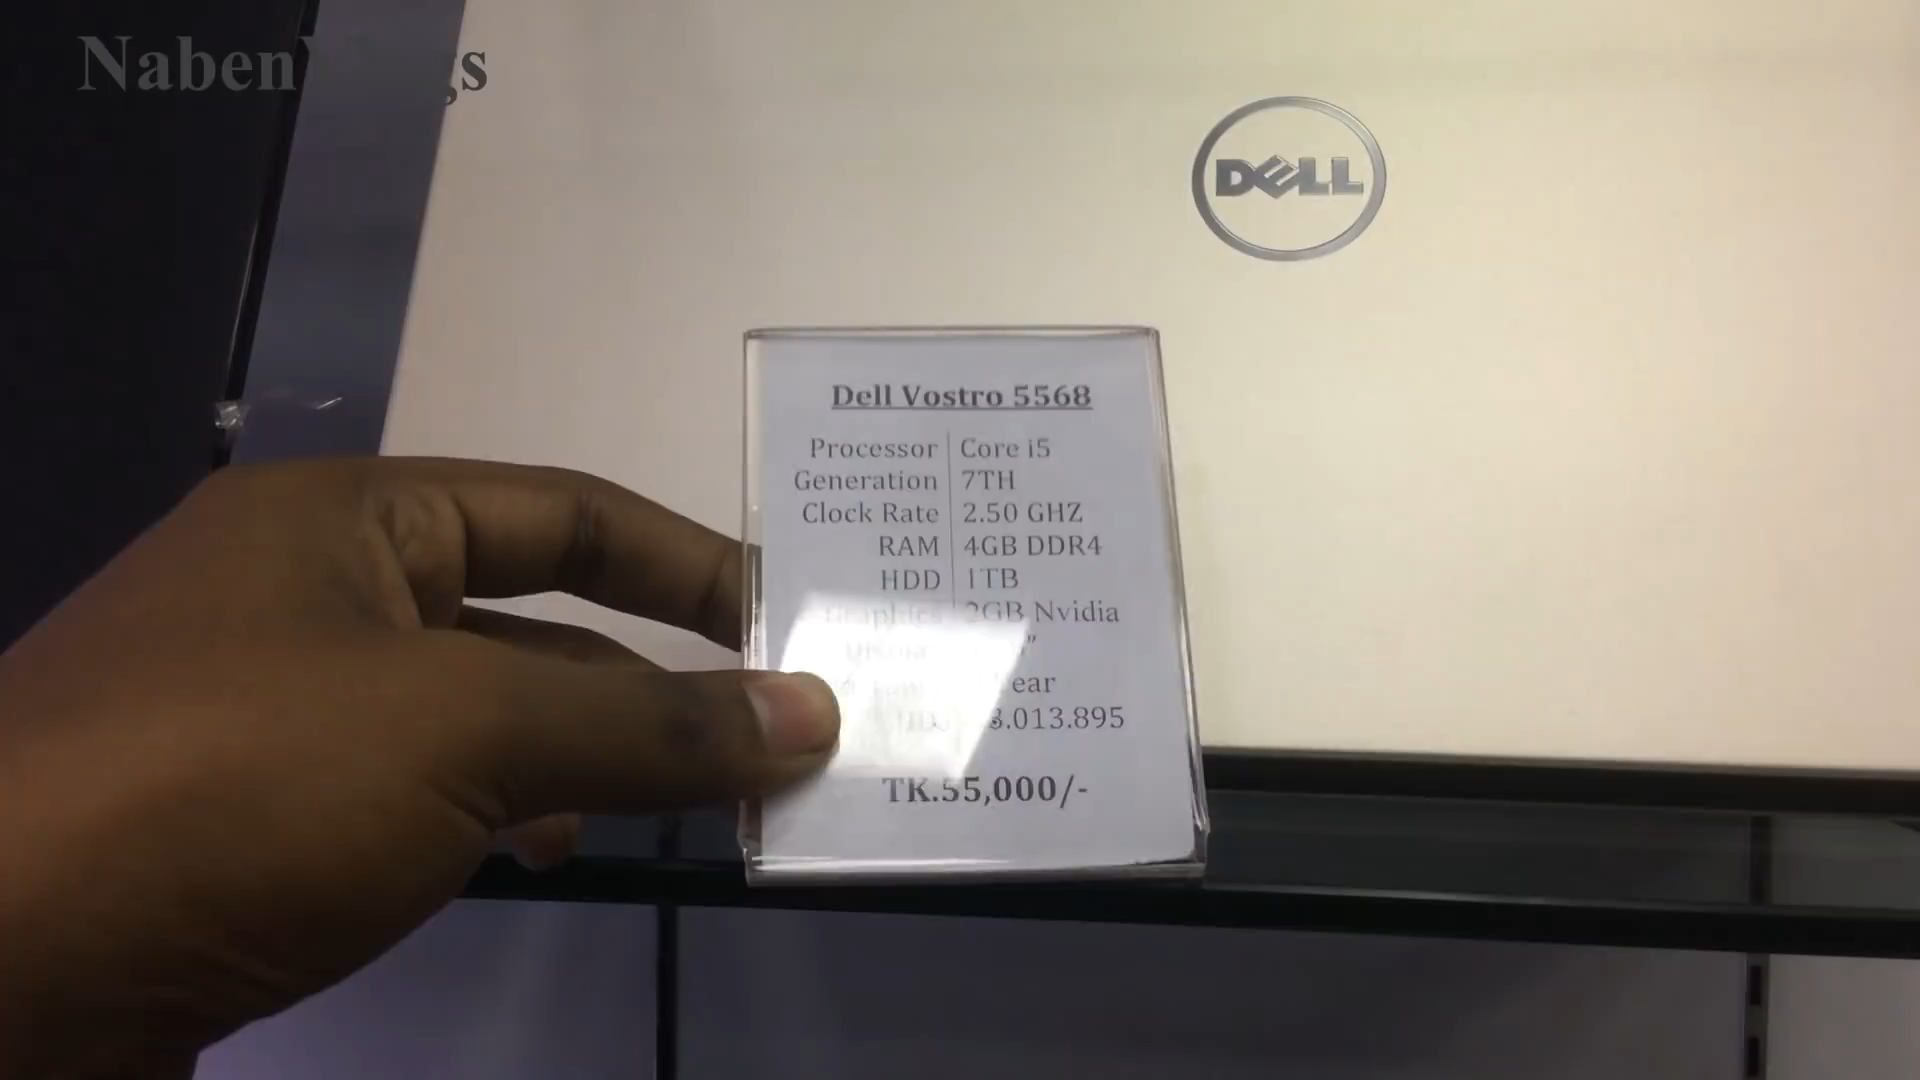 DELL
Dell Vostro 5568
Processor Core i5
Generation 7TH
Clock Rate 2.50 GHZ
RAM 4GB DDR4
HDD 1TB
Graphics 2GB Nvidia
TK.55,000/-